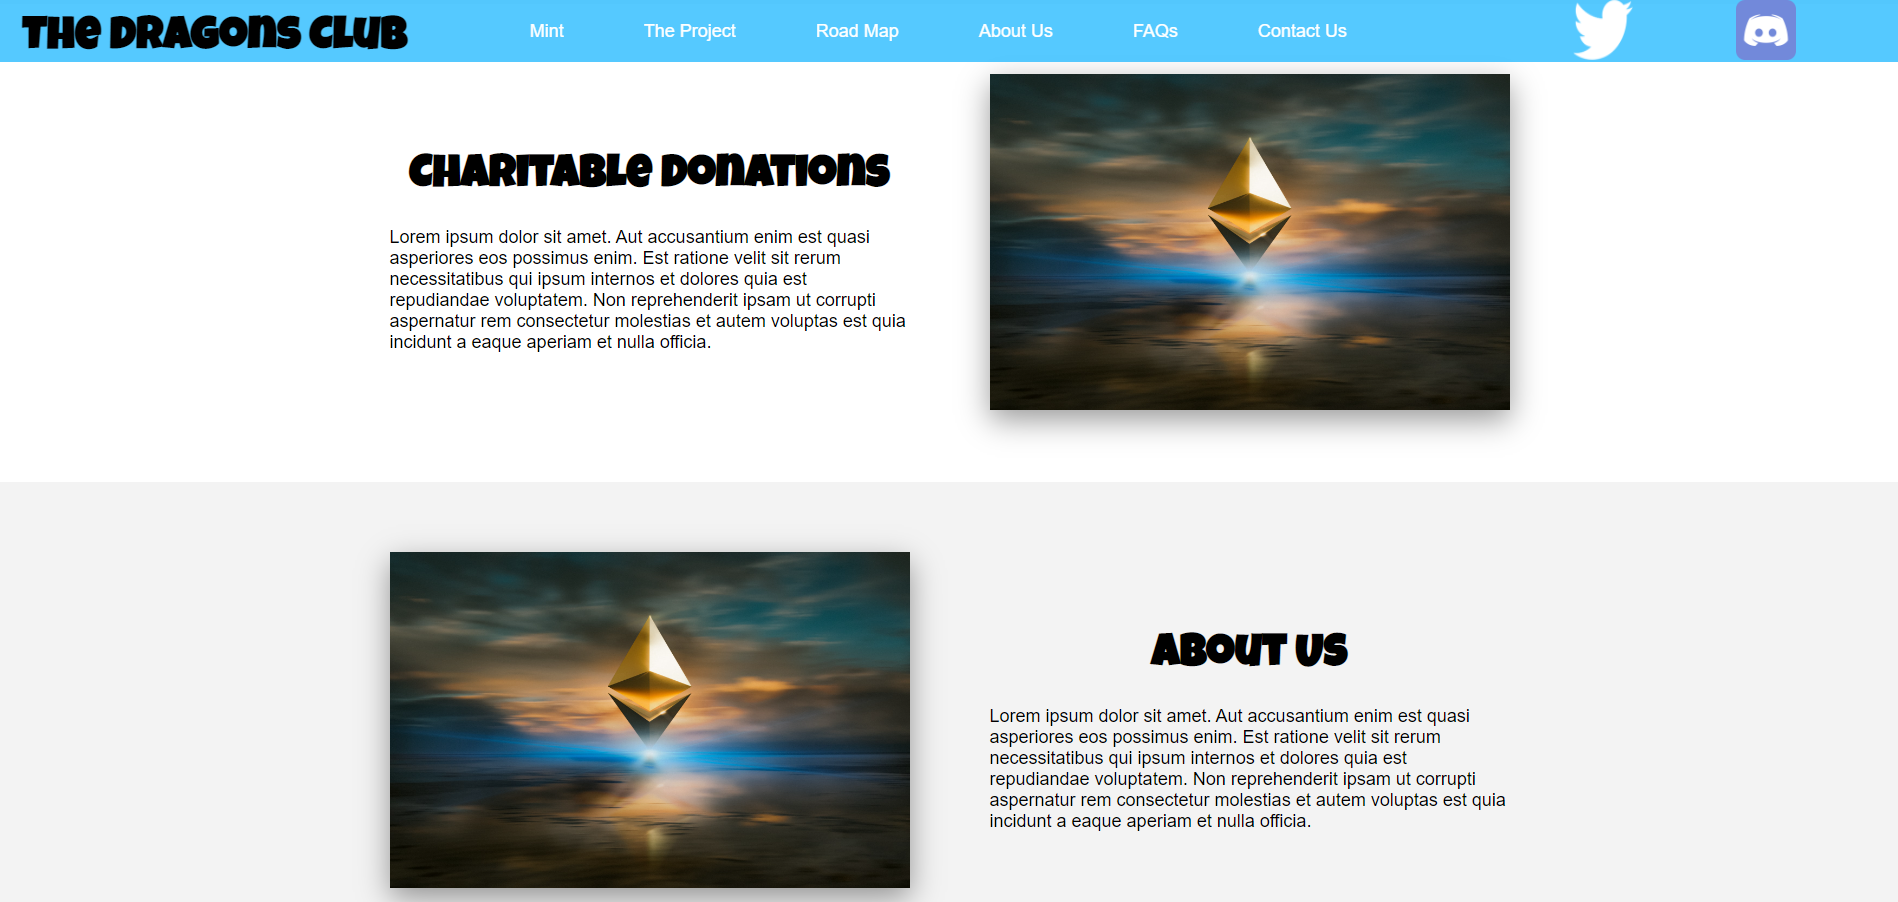 THE DRAGONS CLUB
Mint
The Project
Road Map
About Us
FAQs
Contact Us
CHARITABLE DONATIONS
Lorem ipsum dolor sit amet. Aut accusantium enim est quasi
asperiores eos possimus enim. Est ratione velit sit rerum
necessitatibus qui ipsum internos et dolores quia est
repudiandae voluptatem. Non reprehenderit ipsam ut corrupti
aspernatur rem consectetur molestias et autem voluptas est quia
incidunt a eaque aperiam et nulla officia.
ABOUT US
Lorem ipsum dolor sit amet. Aut accusantium enim est quasi
asperiores eos possimus enim. Est ratione velit sit rerum
necessitatibus qui ipsum internos et dolores quia est
repudiandae voluptatem. Non reprehenderit ipsam ut corrupti
aspernatur rem consectetur molestias et autem voluptas est quia
incidunt a eaque aperiam et nulla officia.